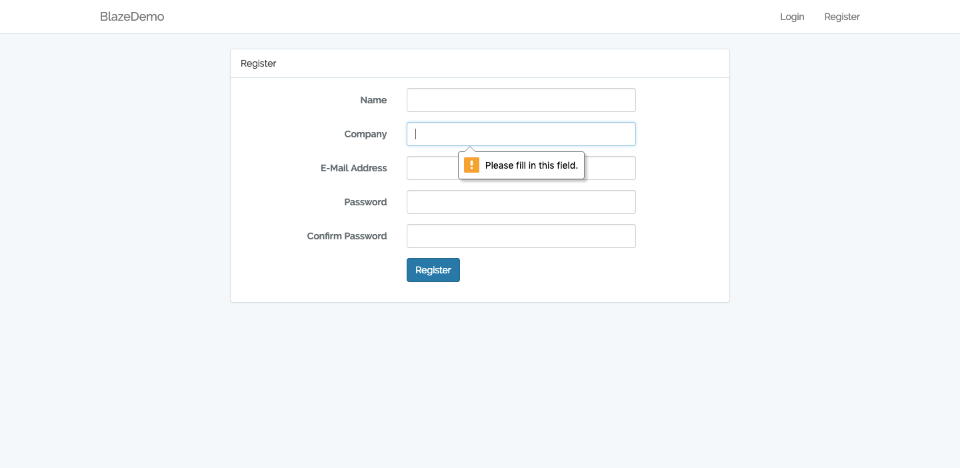 BlazeDemo
Login Register
Register
Name
Company
Please fill in this field.
E-Mail Address
Password
Confirm Password
Register